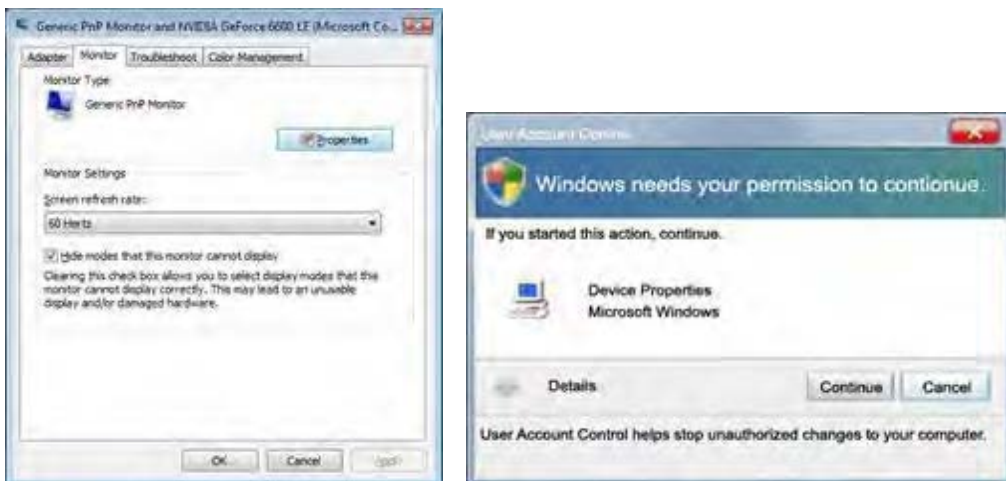 Generic PnP Monitor and NVIDIA GeForce 6600 LE (Microsoft Co...
Adapter Monitor Troubleshoot Color Management
Monitor Type
Generic PnP Monitor
Properties
Monitor Settings
Screen refresh rate:
60 Hertz
Hide modes that this monitor cannot display
Clearing this check box allows you to select display modes that this
monitor cannot display correctly. This may lead to an unusable
display and/or damaged hardware.
OK Cancel Apply
User Account Control
Windows needs your permission to contionue.
If you started this action, continue.
Device Properties
Microsoft Windows
Details Continue Cancel
User Account Control helps stop unauthorized changes to your computer.